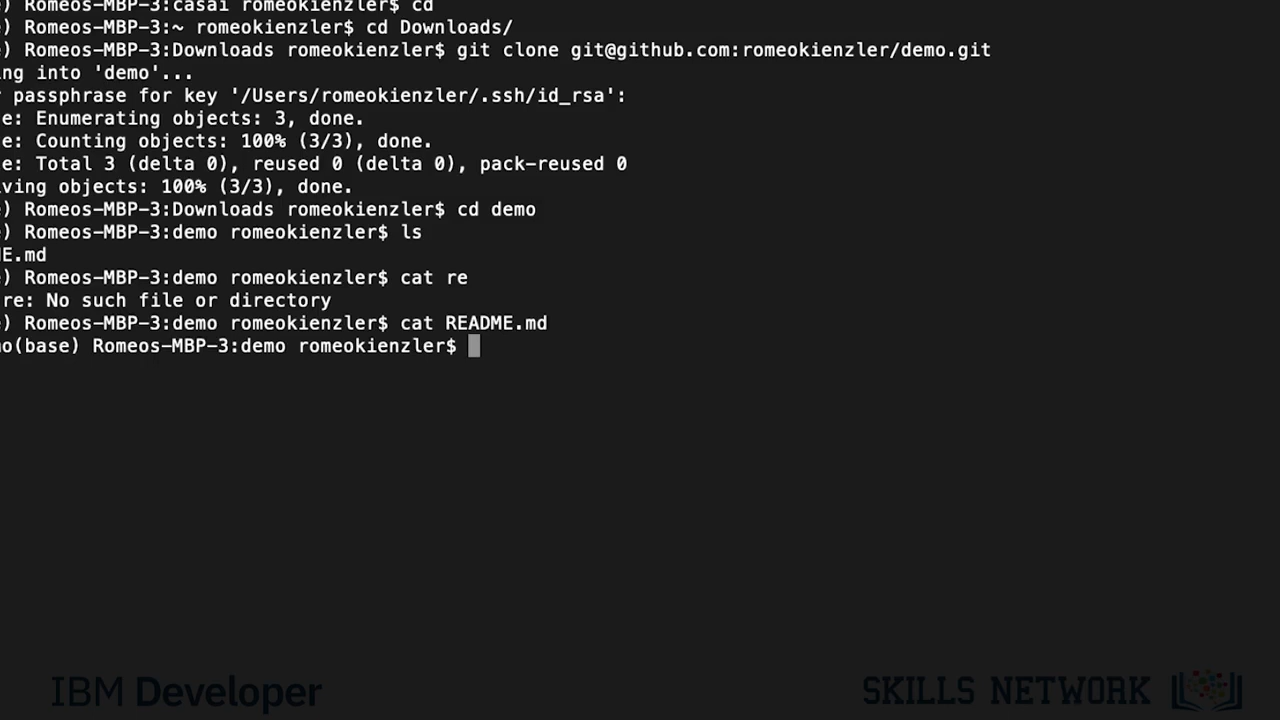 e) Romeos-MBP-3:casai romeokienzler$ cd
e) Romeos-MBP-3:~ romeokienzler$ cd Downloads/
e) Romeos-MBP-3:Downloads romeokienzler$ git clone git@github.com:romeokienzler/demo.git
ng into 'demo'...
r passphrase for key '/Users/romeokienzler/.ssh/id_rsa':
e: Enumerating objects: 3, done.
e: Counting objects: 100% (3/3), done.
e: Total 3 (delta 0), reused 0 (delta 0), pack-reused 0
ving objects: 100% (3/3), done.
e) Romeos-MBP-3:Downloads romeokienzler$ cd demo
e) Romeos-MBP-3:demo romeokienzler$ ls
E.md
e) Romeos-MBP-3:demo romeokienzler$ cat re
re: No such file or directory
e) Romeos-MBP-3:demo romeokienzler$ cat README.md
mo(base) Romeos-MBP-3:demo romeokienzler$
IBM Developer
SKILLS NETWORK